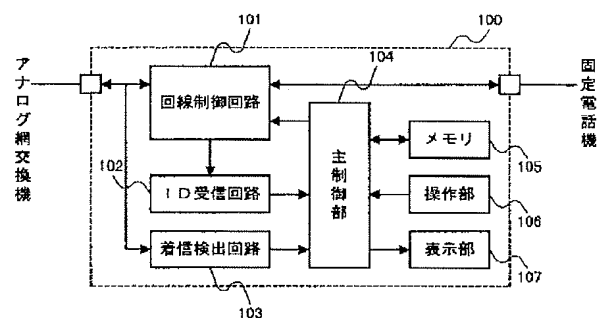 101
100
104
アナログ網交換機
回線制御回路
固定電話機
メモリ
105
102
ID受信回路
主制御部
操作部
106
着信検出回路
表示部
107
103